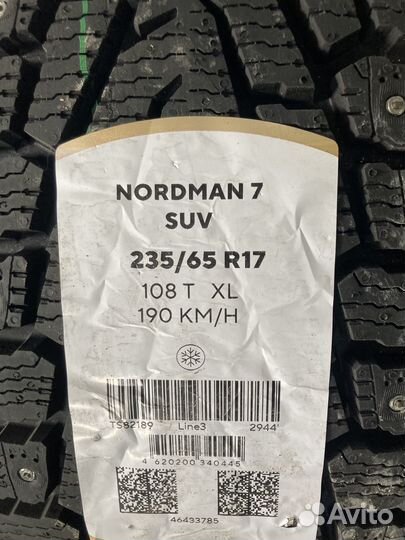 NORDMAN 7
SUV
235/65 R17
108 T XL
190 KM/H
TS82189 Line3 2944
4 620200 340445
46433785
Avito